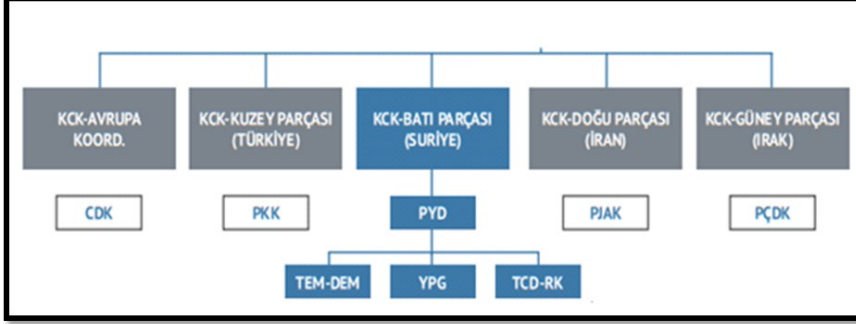 KCK-AVRUPA
KOORD.
KCK-KUZEY PARÇASI
(TÜRKİYE)
KCK-BATI PARÇASI
(SURİYE)
KCK-DOĞU PARÇASI
(İRAN)
KCK-GÜNEY PARÇASI
(IRAK)
CDK
PKK
PYD
PJAK
PÇDK
TEM-DEM
YPG
TCD-RK